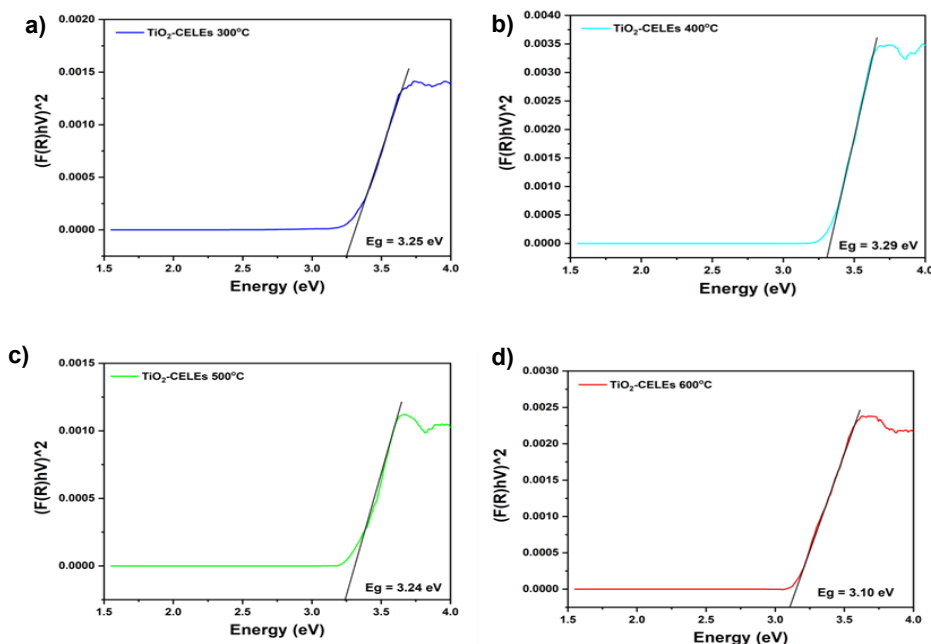 a)
TiO2-CELEs 300°C
0.0020
0.0015
0.0010
0.0005
0.0000
(F(R)hV)^2
Eg = 3.25 eV
1.5 2.0 2.5 3.0 3.5 4.0
Energy (eV)
b)
TiO2-CELEs 400°C
0.0040
0.0035
0.0030
0.0025
0.0020
0.0015
0.0010
0.0005
0.0000
(F(R)hV)^2
Eg = 3.29 eV
1.5 2.0 2.5 3.0 3.5 4.0
Energy (eV)
c)
TiO2-CELEs 500°C
0.0015
0.0010
0.0005
0.0000
(F(R)hV)^2
Eg = 3.24 eV
1.5 2.0 2.5 3.0 3.5 4.0
Energy (eV)
d)
TiO2-CELEs 600°C
0.0030
0.0025
0.0020
0.0015
0.0010
0.0005
0.0000
(F(R)hV)^2
Eg = 3.10 eV
1.5 2.0 2.5 3.0 3.5 4.0
Energy (eV)